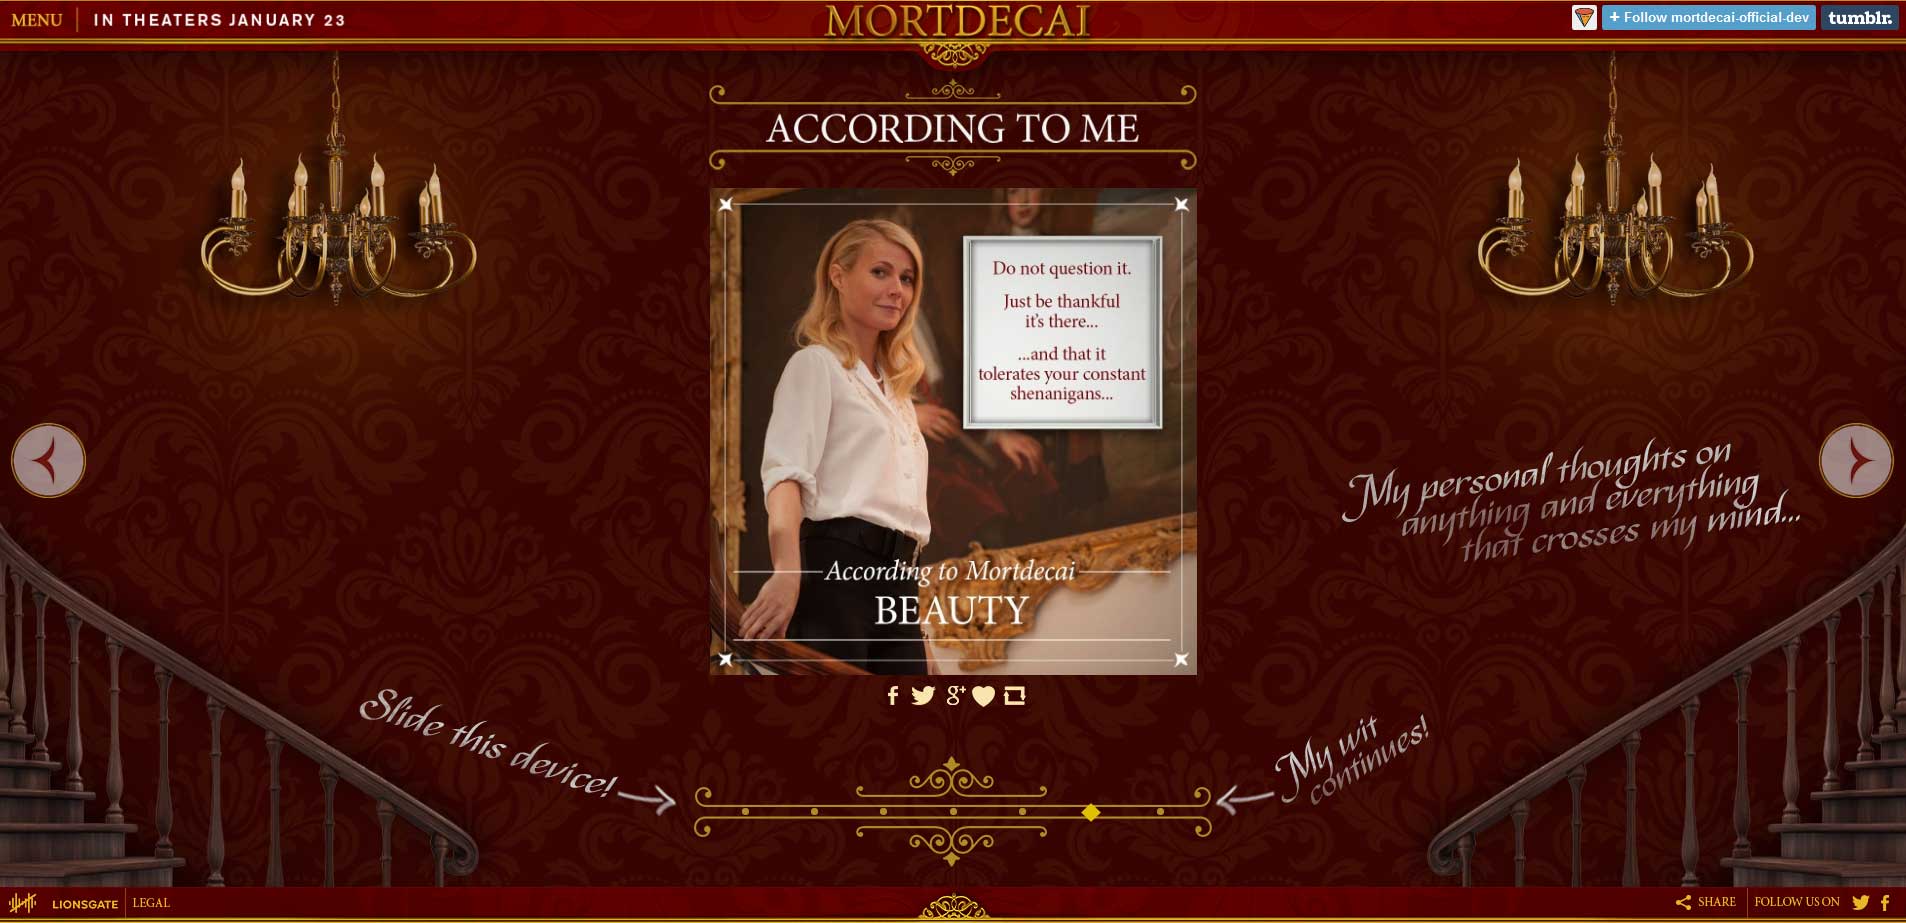 MENU
IN THEATERS JANUARY 23
MORTDECAI
+ Follow mortdecai-official-dev
tumblr.
ACCORDING TO ME
Do not question it.
Just be thankful
it's there...
...and that it
tolerates your constant
shenanigans...
According to Mortdecai
BEAUTY
My personal thoughts on
anything and everything
that crosses my mind...
g+
Slide this device!
My wit
continues!
LIONSGATE
LEGAL
SHARE
FOLLOW US ON